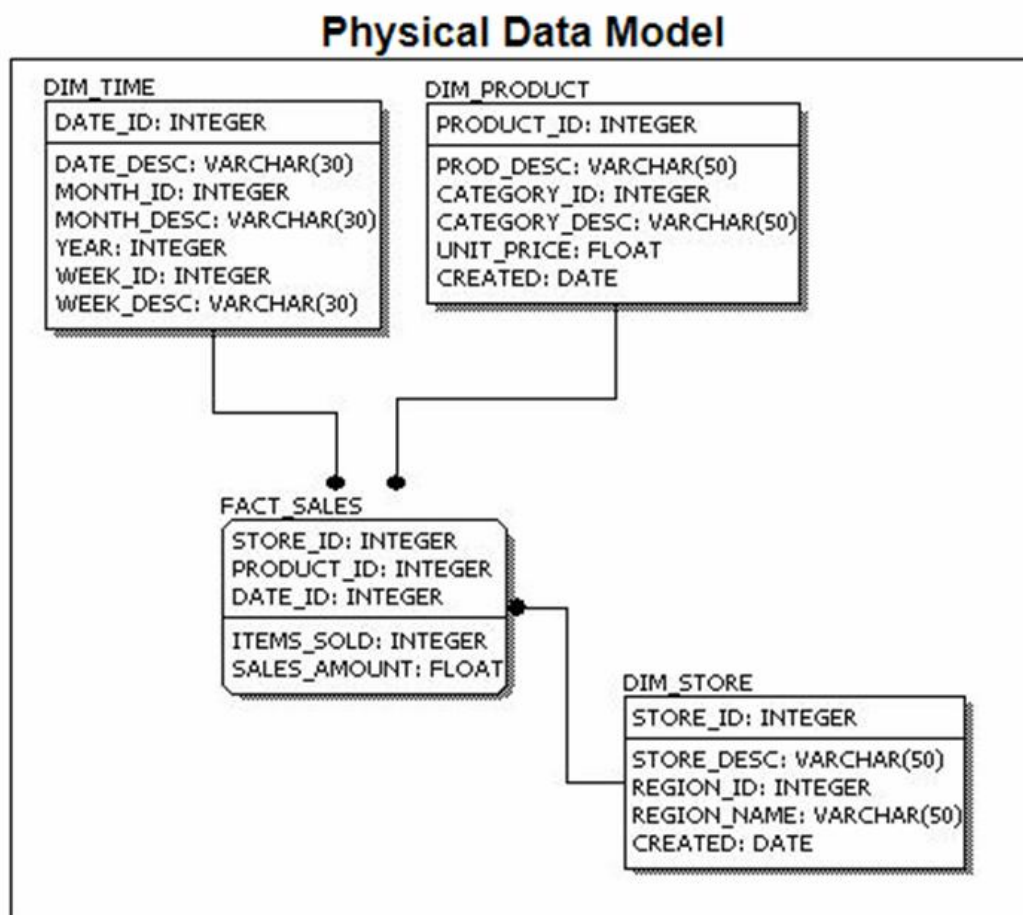 Physical Data Model
DIM_TIME
DATE_ID: INTEGER
DATE_DESC: VARCHAR(30)
MONTH_ID: INTEGER
MONTH_DESC: VARCHAR(30)
YEAR: INTEGER
WEEK_ID: INTEGER
WEEK_DESC: VARCHAR(30)
DIM_PRODUCT
PRODUCT_ID: INTEGER
PROD_DESC: VARCHAR(50)
CATEGORY_ID: INTEGER
CATEGORY_DESC: VARCHAR(50)
UNIT_PRICE: FLOAT
CREATED: DATE
FACT_SALES
STORE_ID: INTEGER
PRODUCT_ID: INTEGER
DATE_ID: INTEGER
ITEMS_SOLD: INTEGER
SALES_AMOUNT: FLOAT
DIM_STORE
STORE_ID: INTEGER
STORE_DESC: VARCHAR(50)
REGION_ID: INTEGER
REGION_NAME: VARCHAR(50)
CREATED: DATE